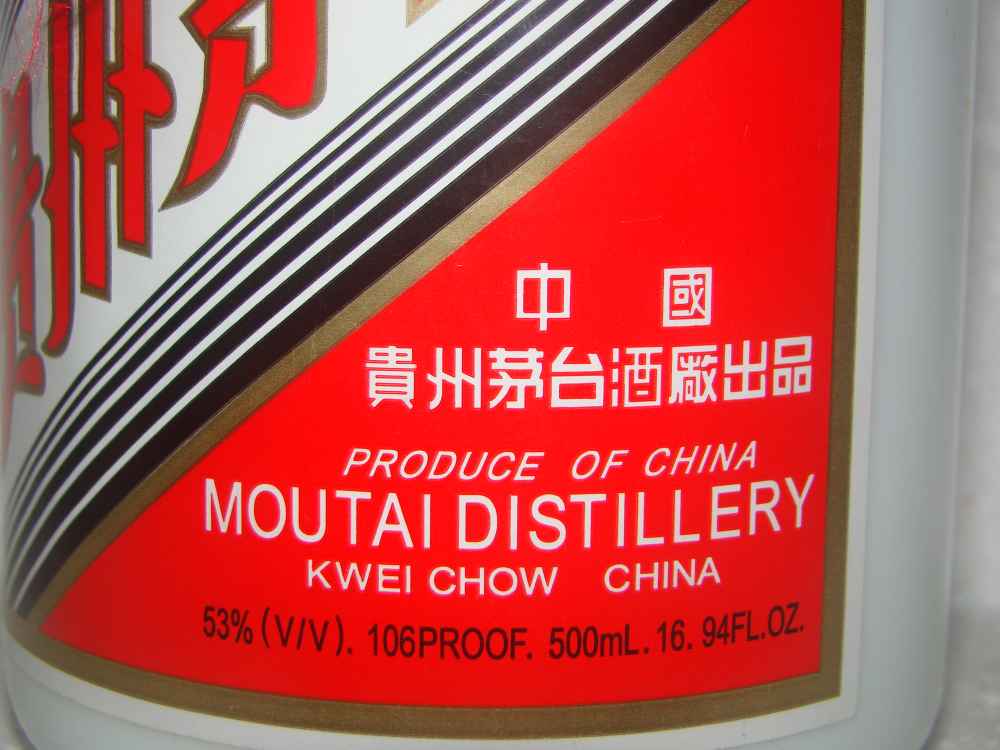 中 國
貴州茅台酒廠出品
PRODUCE OF CHINA
MOUTAI DISTILLERY
KWEI CHOW CHINA
53% (V/V). 106PROOF. 500mL. 16. 94FL.OZ.